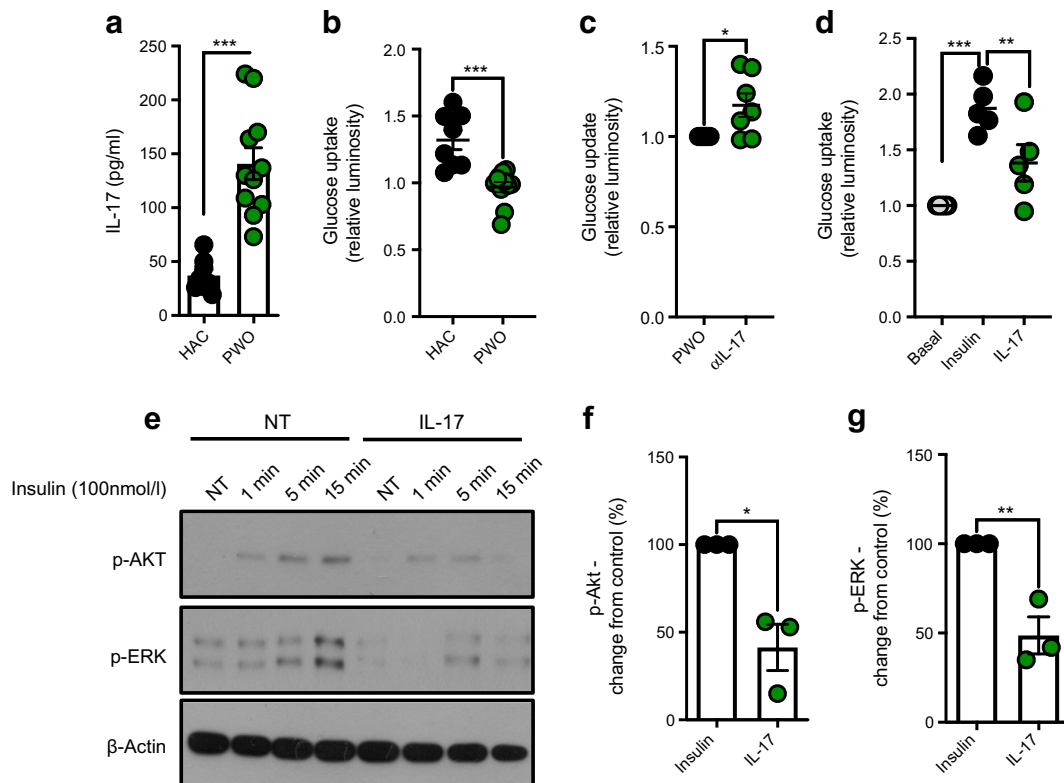 a
IL-17 (pg/ml)
250
200
150
100
50
0
***
HAC
PWO
b
Glucose uptake
(relative luminosity)
2.0
1.5
1.0
1.5
0.0
***
HAC
PWO
c
Glucose update
(relative luminosity)
1.5
1.0
1.0
0.0
*
PWO
αIL-17
d
Glucose uptake
(relative luminosity)
2.5
2.0
1.5
1.0
1.5
0.0
***
**
Basal
Insulin
IL-17
e
NT
IL-17
Insulin (100nmol/l)
NT
1 min
5 min
15 min
NT
1 min
5 min
15 min
p-AKT
p-ERK
β-Actin
f
p-Akt -
change from control (%)
150
100
50
0
*
Insulin
IL-17
g
p-ERK -
change from control (%)
150
100
50
0
**
Insulin
IL-17